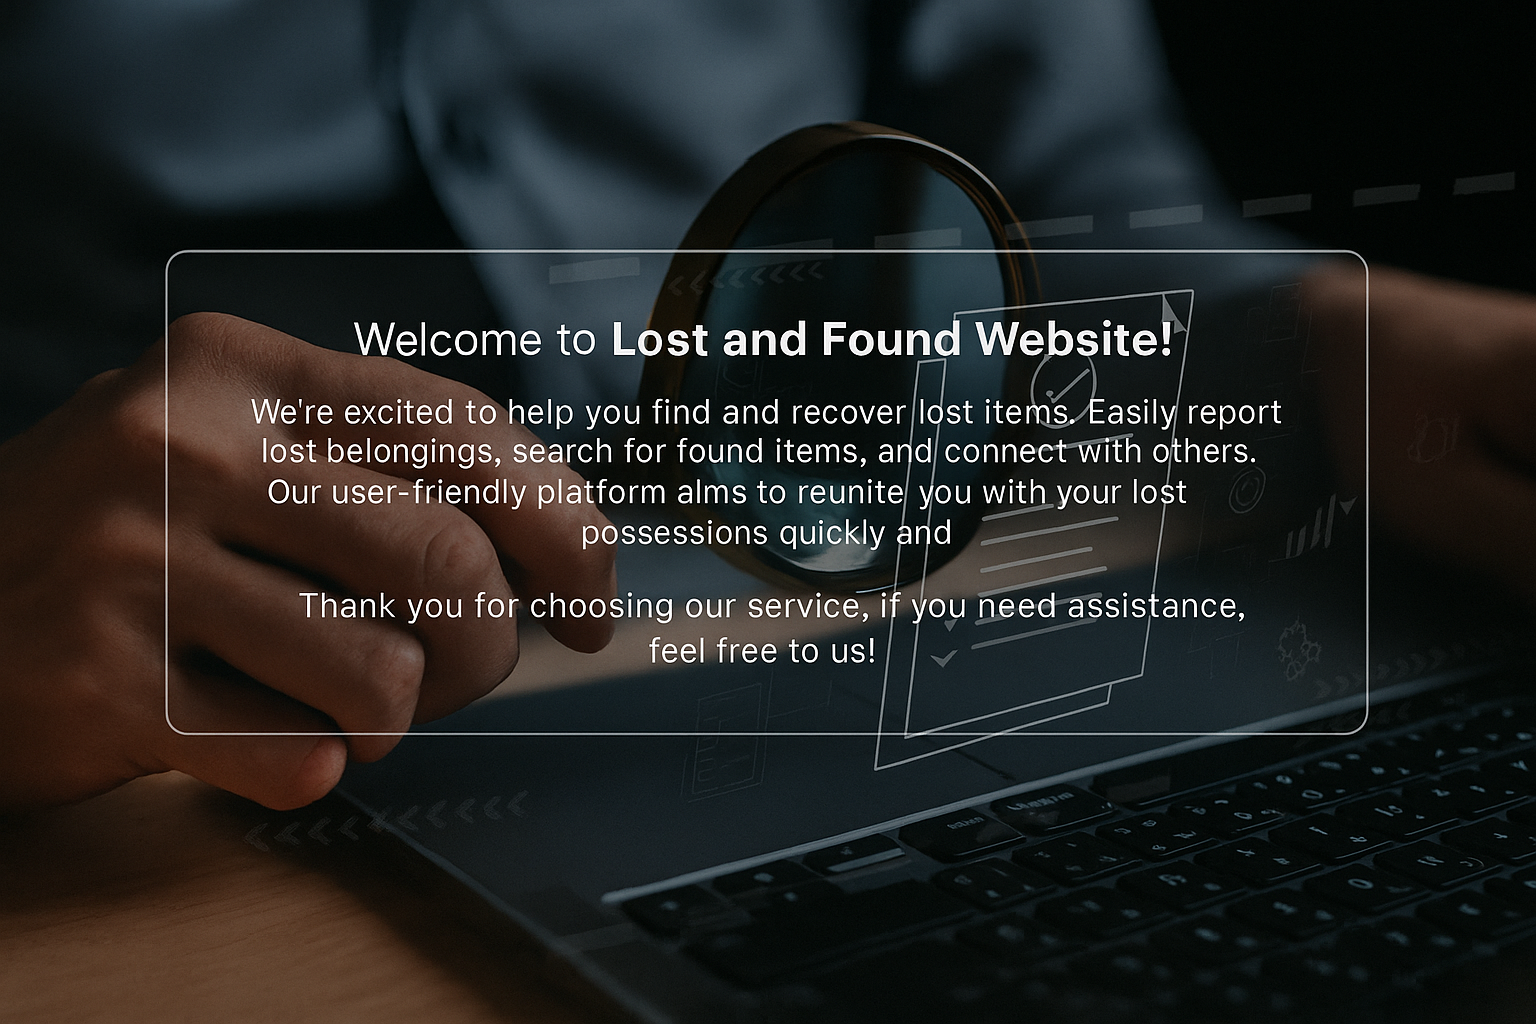 Welcome to Lost and Found Website!
We're excited to help you find and recover lost items. Easily report
lost belongings, search for found items, and connect with others.
Our user-friendly platform alms to reunite you with your lost
possessions quickly and
Thank you for choosing our service, if you need assistance,
feel free to us!